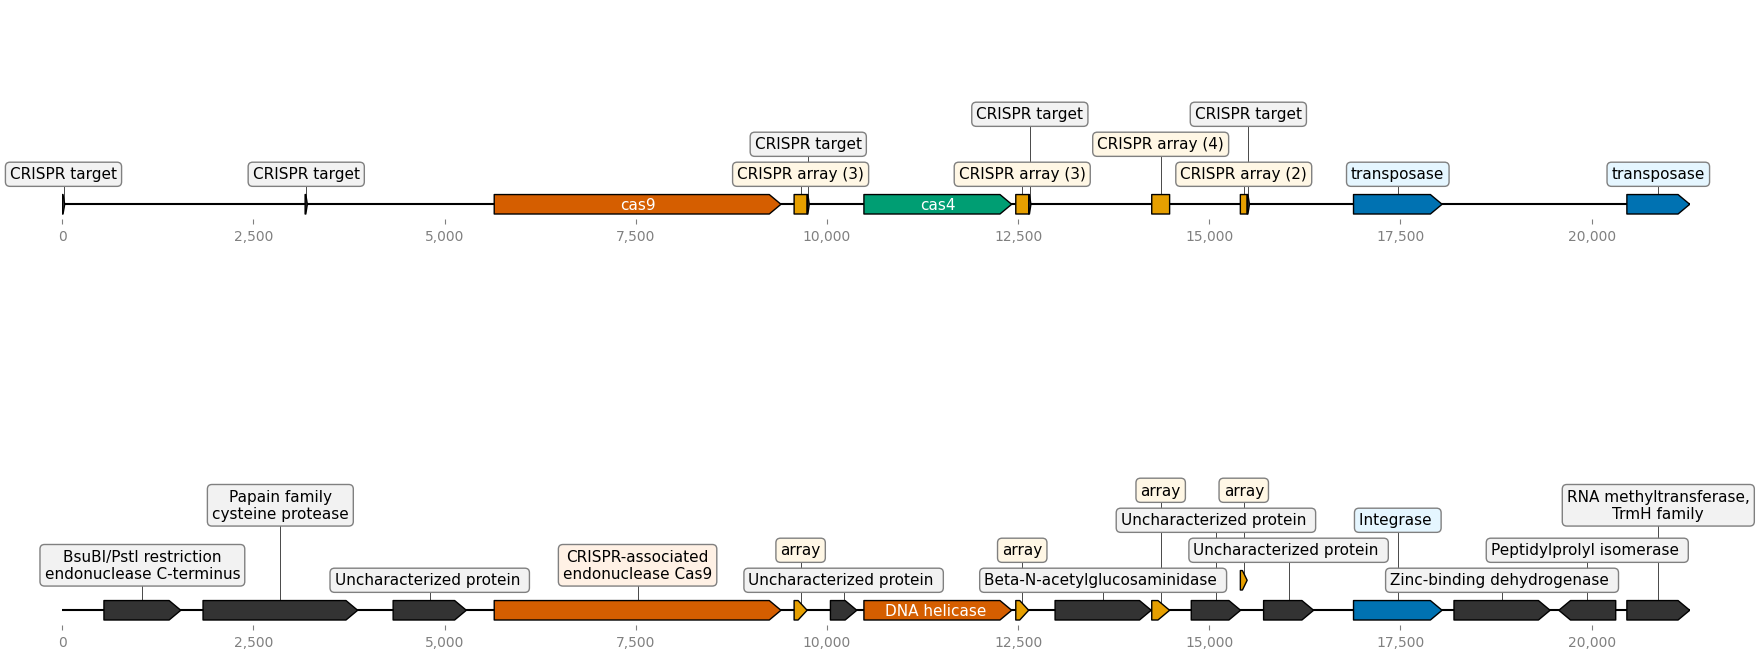 CRISPR target
CRISPR target
CRISPR target
CRISPR array (4)
CRISPR target
CRISPR target
CRISPR array (3)
CRISPR array (3)
CRISPR array (2)
transposase
transposase
cas9
cas4
0
2,500
5,000
7,500
10,000
12,500
15,000
17,500
20,000
array
array
Papain family
cysteine protease
RNA methyltransferase,
TrmH family
Uncharacterized protein
Integrase
BsuBI/PstI restriction
endonuclease C-terminus
CRISPR-associated
endonuclease Cas9
array
array
Uncharacterized protein
Peptidylprolyl isomerase
Uncharacterized protein
Uncharacterized protein
Beta-N-acetylglucosaminidase
Zinc-binding dehydrogenase
DNA helicase
0
2,500
5,000
7,500
10,000
12,500
15,000
17,500
20,000